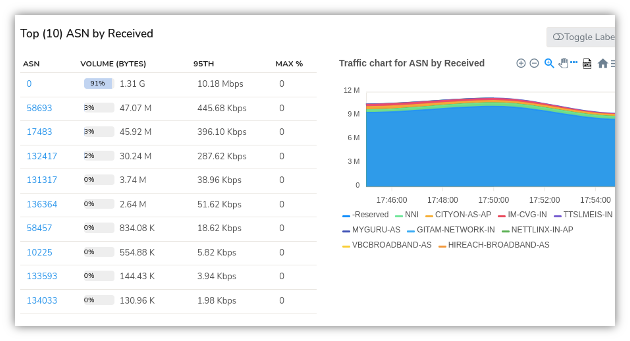 Top (10) ASN by Received
Toggle Labe
ASN VOLUME (BYTES) 95TH MAX %
0 91% 1.31 G 10.18 Mbps 0
58693 3% 47.07 M 445.68 Kbps 0
17483 3% 45.92 M 396.10 Kbps 0
132417 2% 30.24 M 287.62 Kbps 0
131317 0% 3.74 M 38.96 Kbps 0
136364 0% 2.64 M 51.62 Kbps 0
58457 0% 834.08 K 18.62 Kbps 0
10225 0% 554.88 K 5.82 Kbps 0
133593 0% 144.43 K 3.94 Kbps 0
134033 0% 130.96 K 1.98 Kbps 0
Traffic chart for ASN by Received
12 M
9 M
6 M
3 M
0
17:46:00 17:48:00 17:50:00 17:52:00 17:54:00
-Reserved NNI CITYON-AS-AP IM-CVG-IN TTSLMEIS-IN
MYGURU-AS GITAM-NETWORK-IN NETTLINX-IN-AP
VBCBROADBAND-AS HIREACH-BROADBAND-AS